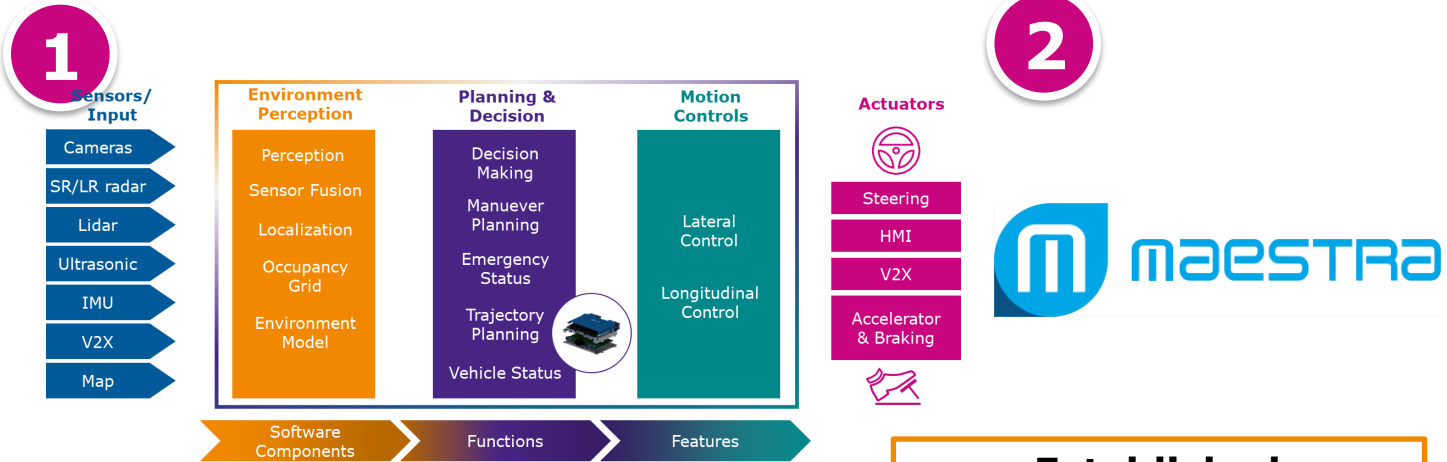 1
2
Sensors/
Input
Cameras
SR/LR radar
Lidar
Ultrasonic
IMU
V2X
Map
Environment
Perception
Perception
Sensor Fusion
Localization
Occupancy
Grid
Environment
Model
Planning &
Decision
Decision
Making
Manuever
Planning
Emergency
Status
Trajectory
Planning
Vehicle Status
Motion
Controls
Lateral
Control
Longitudinal
Control
Actuators
Steering
HMI
V2X
Accelerator
& Braking
Software
Components
Functions
Features
m maestra